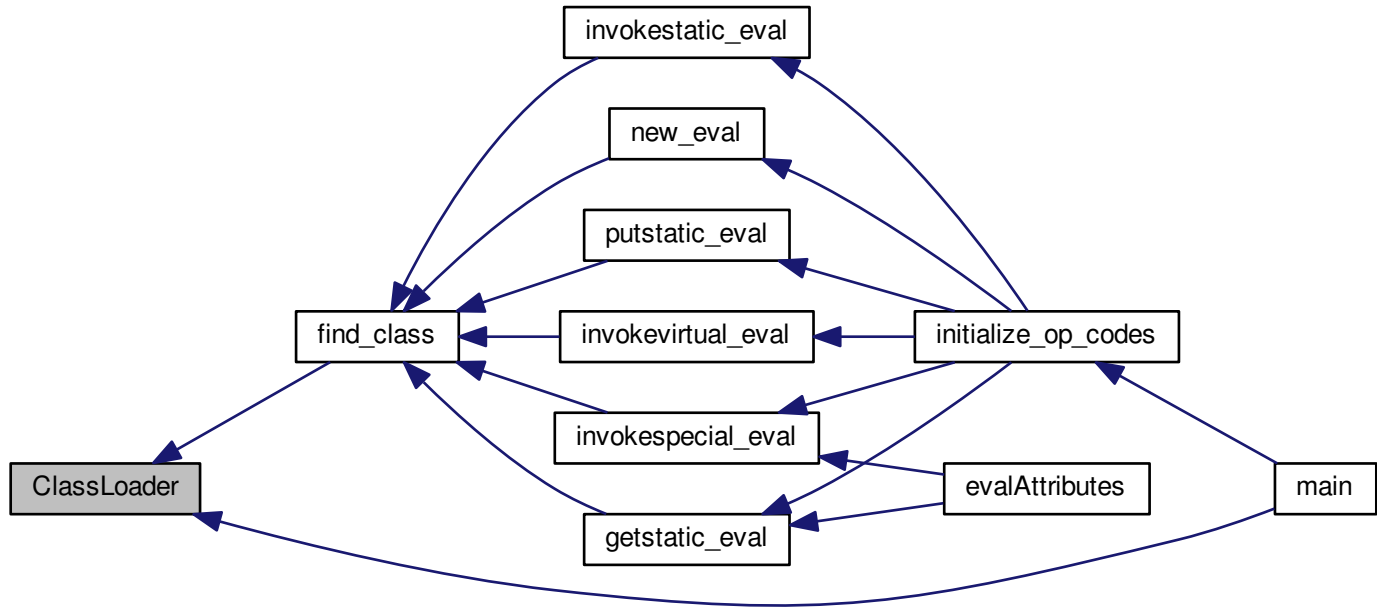 invokestatic_eval
new_eval
putstatic_eval
find_class
invokevirtual_eval
initialize_op_codes
invokespecial_eval
ClassLoader
evalAttributes
main
getstatic_eval